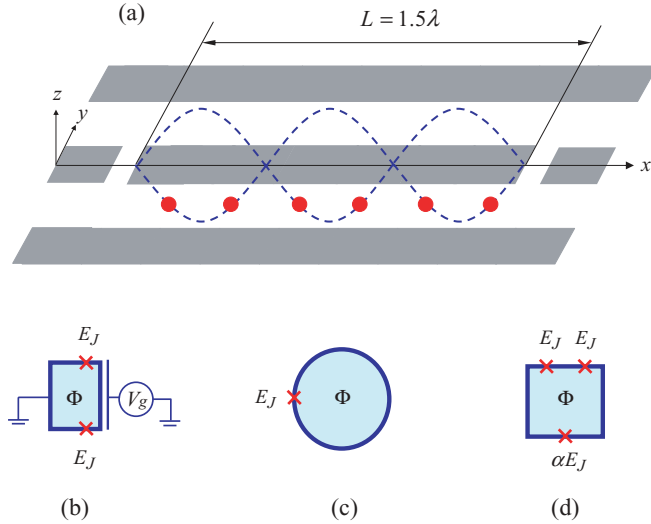 (a)
L = 1.5λ
z
y
x
E_J
Φ
V_g
E_J
(b)
E_J
Φ
(c)
E_J E_J
Φ
αE_J
(d)